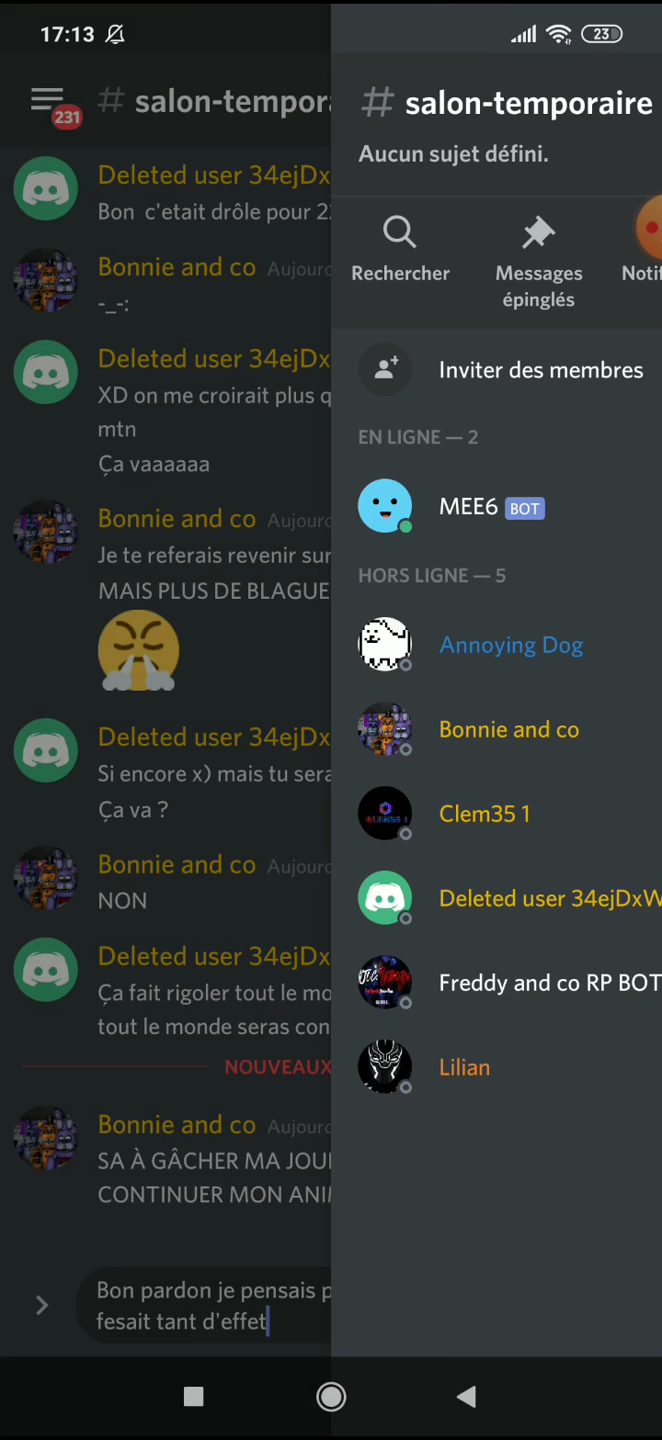 17:13
23
231
# salon-tempora
Deleted user 34ejDx
Bon c'etait drôle pour 2
Bonnie and co Aujourd
-_-:
Deleted user 34ejDx
XD on me croirait plus q
mtn
Ça vaaaaaa
Bonnie and co Aujourd
Je te referais revenir sur
MAIS PLUS DE BLAGUE
Deleted user 34ejDx
Si encore x) mais tu sera
Ça va ?
Bonnie and co Aujourd
NON
Deleted user 34ejDx
Ça fait rigoler tout le mo
tout le monde seras con
NOUVEAUX
Bonnie and co Aujourd
SA À GÂCHER MA JOU
CONTINUER MON ANI
Bon pardon je pensais p
fesait tant d'effet
# salon-temporaire
Aucun sujet défini.
Rechercher
Messages
épinglés
Notif
Inviter des membres
EN LIGNE — 2
MEE6 BOT
HORS LIGNE — 5
Annoying Dog
Bonnie and co
Clem35 1
Deleted user 34ejDxW
Freddy and co RP BOT
Lilian